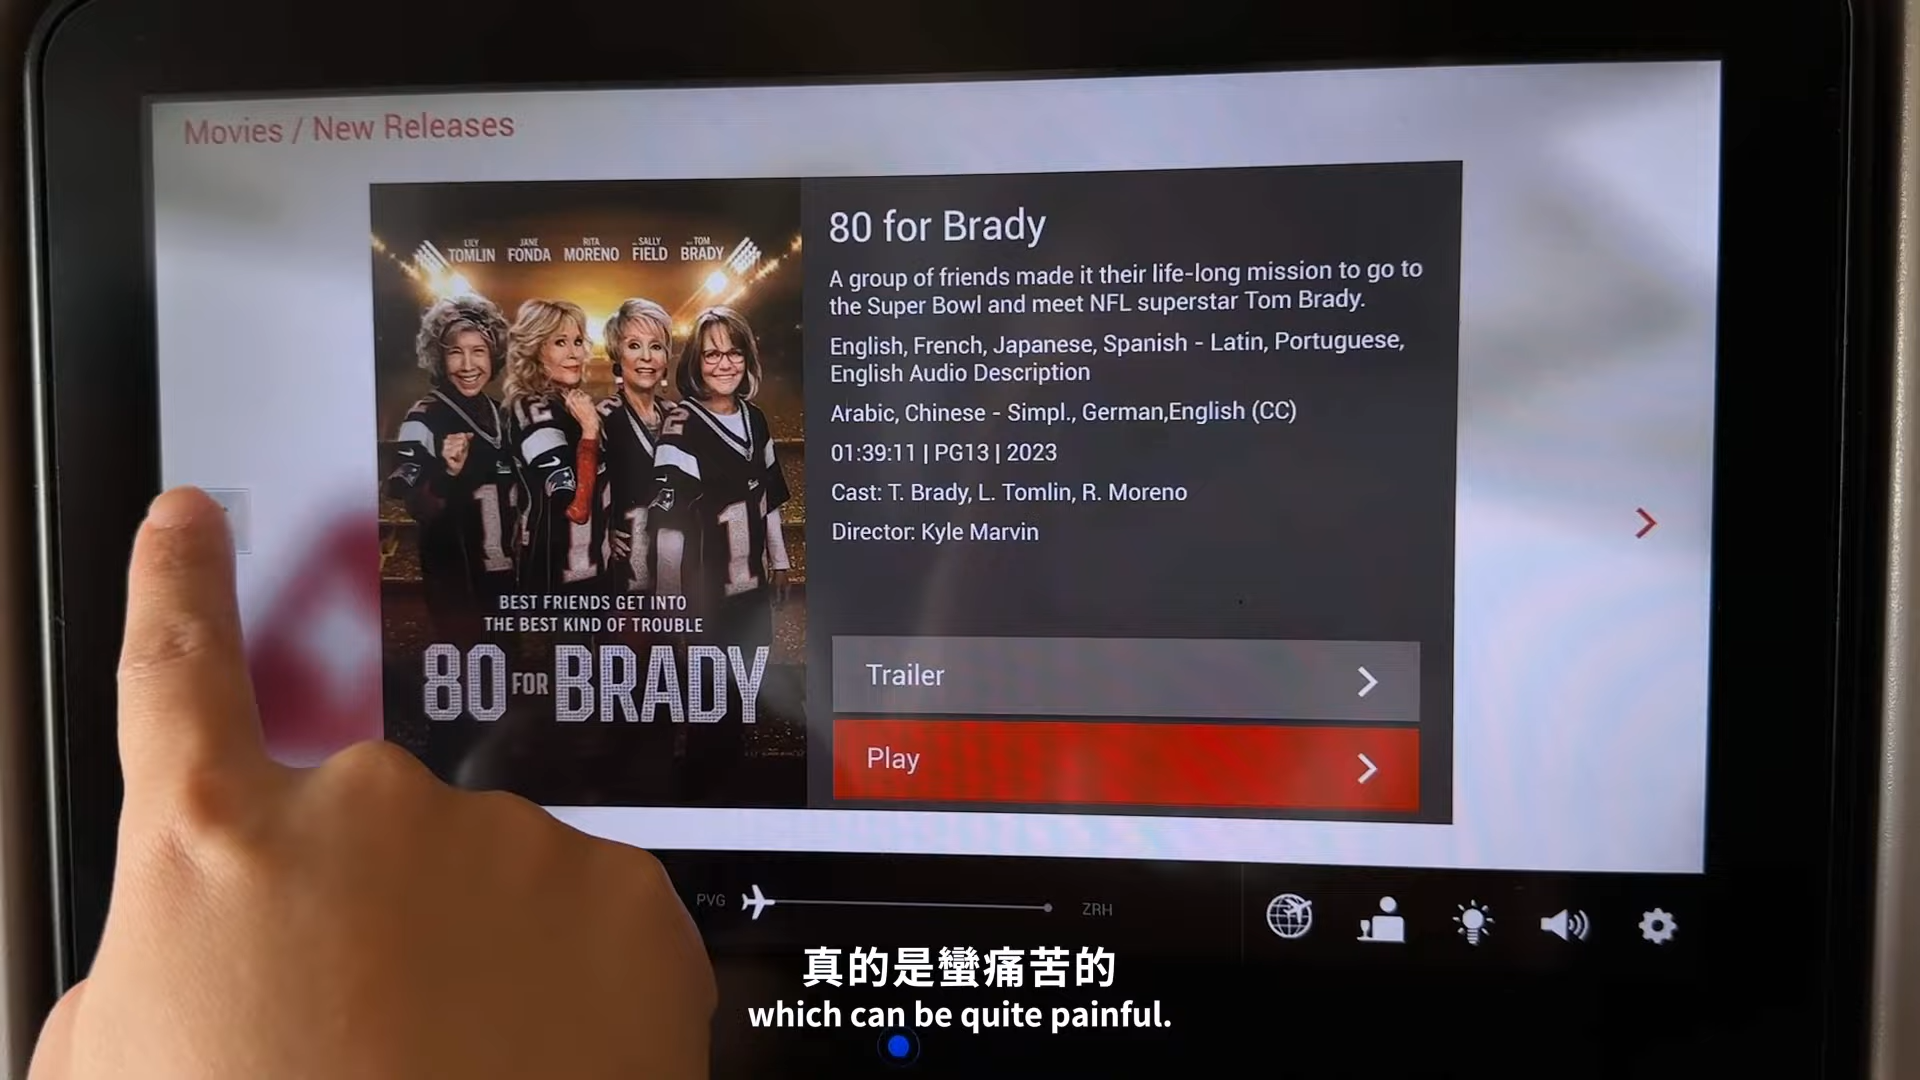 Movies / New Releases
LILY TOMLIN JANE FONDA RITA MORENO SALLY FIELD TOM BRADY
BEST FRIENDS GET INTO
THE BEST KIND OF TROUBLE
80 FOR BRADY
80 for Brady
A group of friends made it their life-long mission to go to
the Super Bowl and meet NFL superstar Tom Brady.
English, French, Japanese, Spanish - Latin, Portuguese,
English Audio Description
Arabic, Chinese - Simpl., German,English (CC)
01:39:11 | PG13 | 2023
Cast: T. Brady, L. Tomlin, R. Moreno
Director: Kyle Marvin
Trailer
Play
PVG ZRH
真的是蠻痛苦的
which can be quite painful.